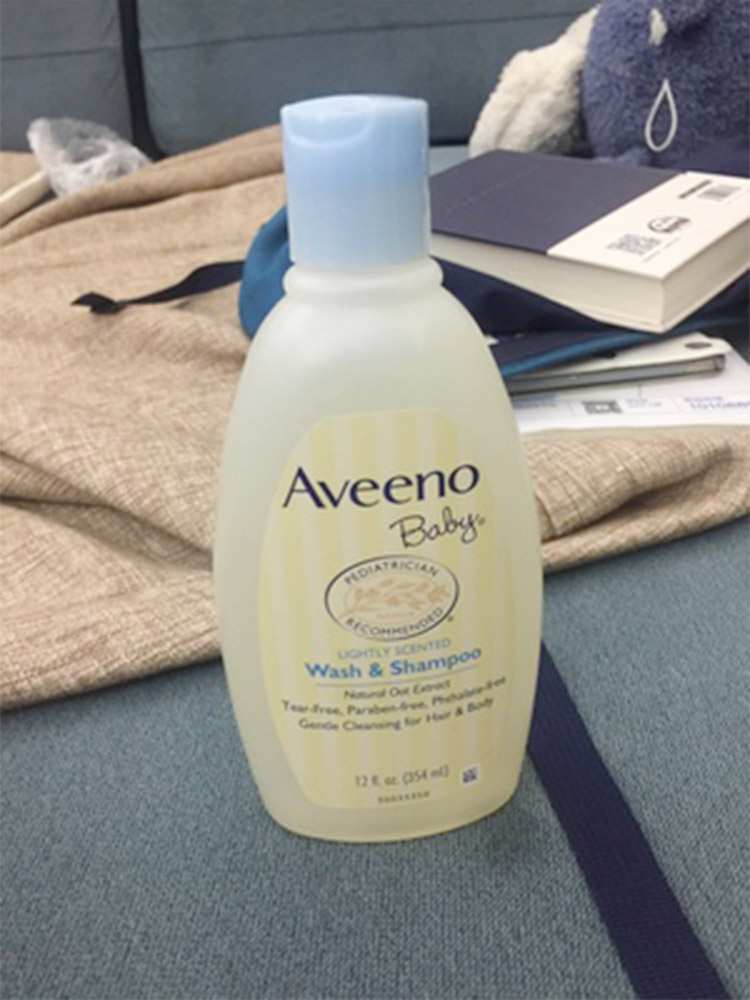 Aveeno
Baby®
PEDIATRICIAN
RECOMMENDED®
LIGHTLY SCENTED
Wash & Shampoo
Natural Oat Extract
Tear-Free, Paraben-free, Phthalate-free
Gentle Cleansing for Hair & Body
12 fl. oz. (354 mL)